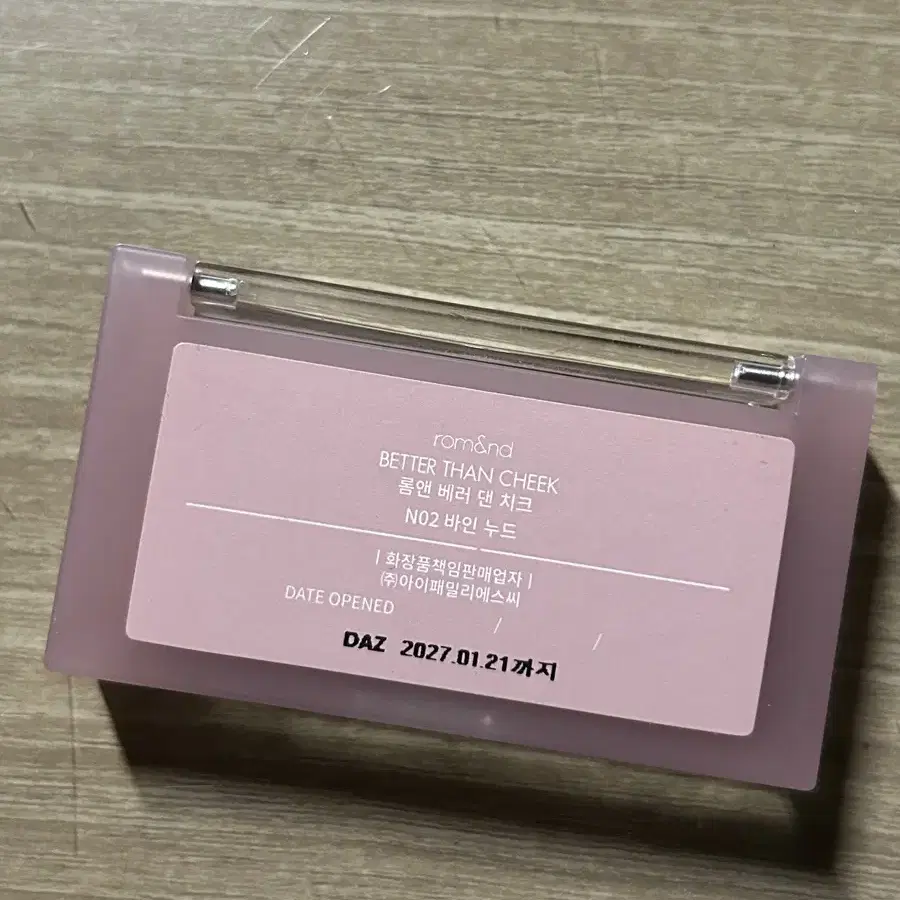 rom&nd
BETTER THAN CHEEK
롬앤 베러 댄 치크
N02 바인 누드
| 화장품책임판매업자 |
㈜아이패밀리에스씨
DATE OPENED / /
DAZ 2027.01.21까지